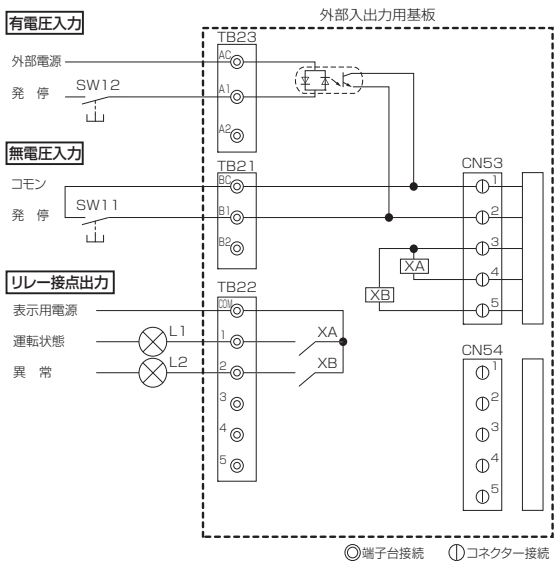 外部入出力用基板
有電圧入力
TB23
外部電源
AC
発 停
SW12
A1
A2
無電圧入力
TB21
CN53
コモン
BC
1
発 停
SW11
B1
2
B2
3
XA
4
XB
5
リレー接点出力
TB22
表示用電源
COM
運転状態
L1
1
XA
異 常
L2
2
XB
3
4
5
CN54
1
2
3
4
5
端子台接続
コネクター接続